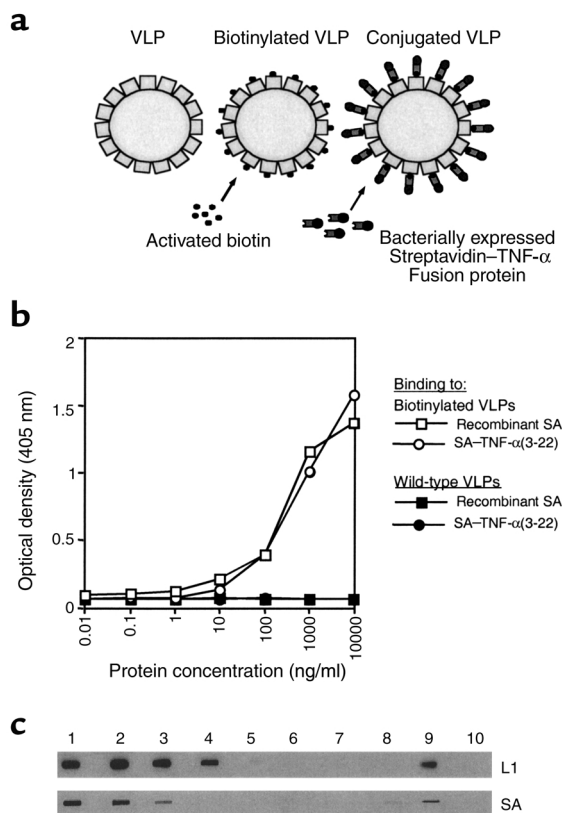 a
VLP Biotinylated VLP Conjugated VLP
Activated biotin
Bacterially expressed
Streptavidin–TNF-α
Fusion protein
b
2
1.5
1
0.5
0
Optical density (405 nm)
0.01 0.1 1 10 100 1000 10000
Protein concentration (ng/ml)
Binding to:
Biotinylated VLPs
Recombinant SA
SA–TNF-α(3-22)
Wild-type VLPs
Recombinant SA
SA–TNF-α(3-22)
c
1 2 3 4 5 6 7 8 9 10
L1
SA